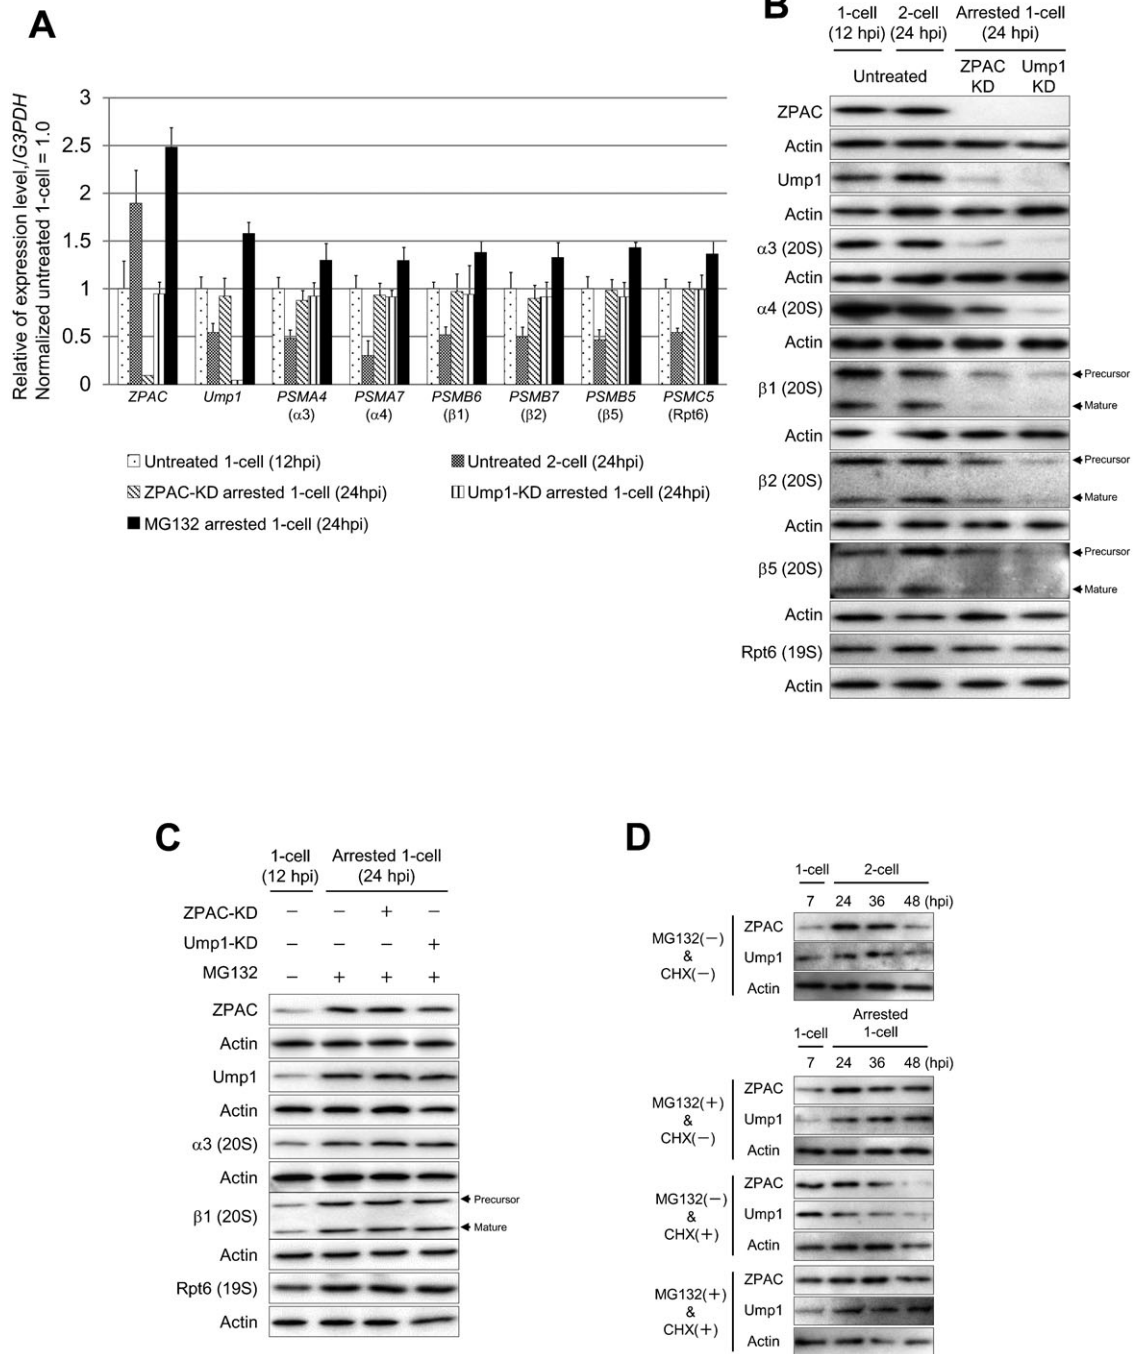 A
Relative of expression level,/G3PDH
Normalized untreated 1-cell = 1.0
3
2.5
2
1.5
1
0.5
0
ZPAC Ump1 PSMA4 PSMA7 PSMB6 PSMB7 PSMB5 PSMC5
(α3) (α4) (β1) (β2) (β5) (Rpt6)
Untreated 1-cell (12hpi) Untreated 2-cell (24hpi)
ZPAC-KD arrested 1-cell (24hpi) Ump1-KD arrested 1-cell (24hpi)
MG132 arrested 1-cell (24hpi)
B
1-cell 2-cell Arrested 1-cell
(12 hpi) (24 hpi) (24 hpi)
Untreated ZPAC KD Ump1 KD
ZPAC
Actin
Ump1
Actin
α3 (20S)
Actin
α4 (20S)
Actin
β1 (20S) Precursor
Mature
Actin
β2 (20S) Precursor
Mature
Actin
β5 (20S) Precursor
Mature
Actin
Rpt6 (19S)
Actin
C
1-cell Arrested 1-cell
(12 hpi) (24 hpi)
ZPAC-KD − − + −
Ump1-KD − − − +
MG132 − + + +
ZPAC
Actin
Ump1
Actin
α3 (20S)
Actin
β1 (20S) Precursor
Mature
Actin
Rpt6 (19S)
Actin
D
1-cell 2-cell
7 24 36 48 (hpi)
MG132(−)
&
CHX(−)
ZPAC
Ump1
Actin
Arrested
1-cell 1-cell
7 24 36 48 (hpi)
MG132(+)
&
CHX(−)
ZPAC
Ump1
Actin
MG132(−)
&
CHX(+)
ZPAC
Ump1
Actin
MG132(+)
&
CHX(+)
ZPAC
Ump1
Actin